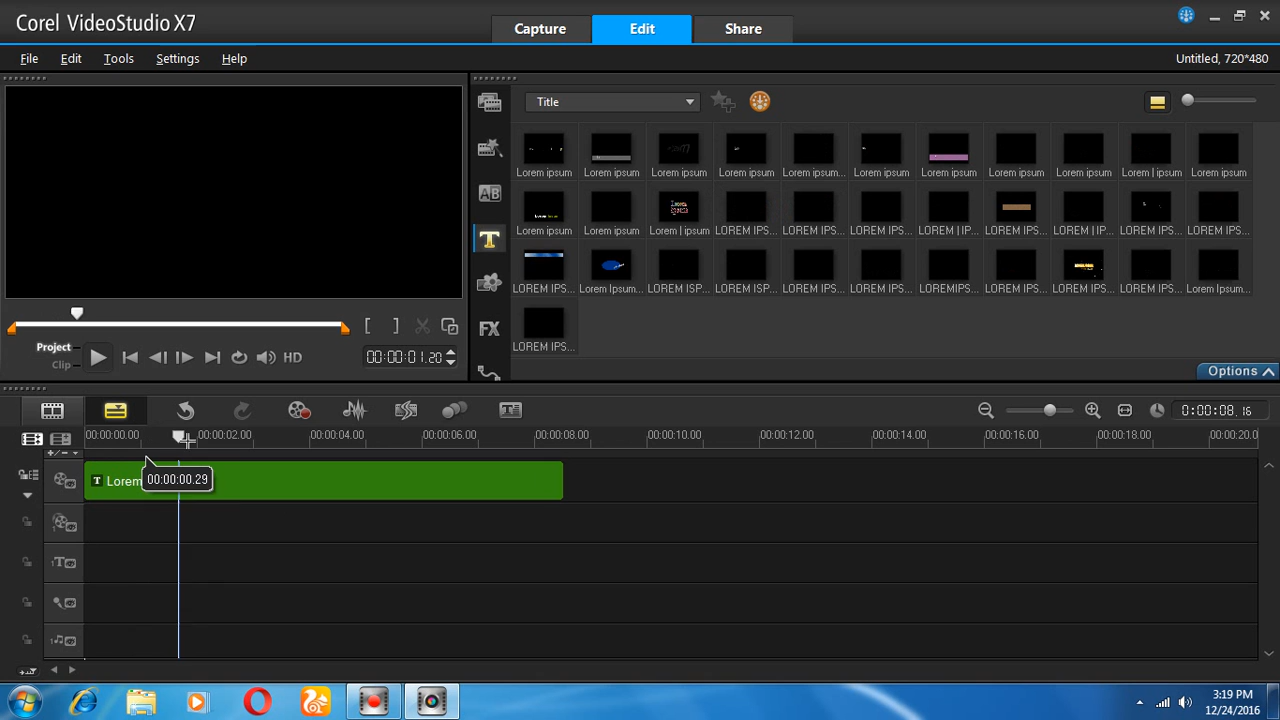 Corel VideoStudio X7
Capture
Edit
Share
File
Edit
Tools
Settings
Help
Untitled, 720*480
Title
Lorem ipsum
Lorem ipsum
Lorem ipsum
Lorem ipsum
Lorem ipsum...
Lorem ipsum
Lorem ipsum
Lorem ipsum
Lorem ipsum
Lorem | ipsum
Lorem ipsum
Lorem ipsum
Lorem ipsum
Lorem | ipsum
LOREM IPS...
LOREM IPS...
LOREM IPS...
LOREM | IP...
LOREM IPS...
LOREM | IP...
LOREM IPS...
LOREM IPS...
LOREM IPS...
Lorem Ipsum...
LOREM ISP...
LOREM ISP...
LOREM IPS...
LOREM IPS...
LOREMIPS...
LOREM IPS...
LOREM IPS...
LOREM IPS...
Lorem Ipsum...
LOREM IPS...
AB
T
FX
Options
Project
Clip
HD
00:00:01.20
0:00:08.16
00:00:00.00
00:00:02.00
00:00:04.00
00:00:06.00
00:00:08.00
00:00:10.00
00:00:12.00
00:00:14.00
00:00:16.00
00:00:18.00
00:00:20.0
T Lorem
00:00:00.29
1
1T
1
3:19 PM
12/24/2016